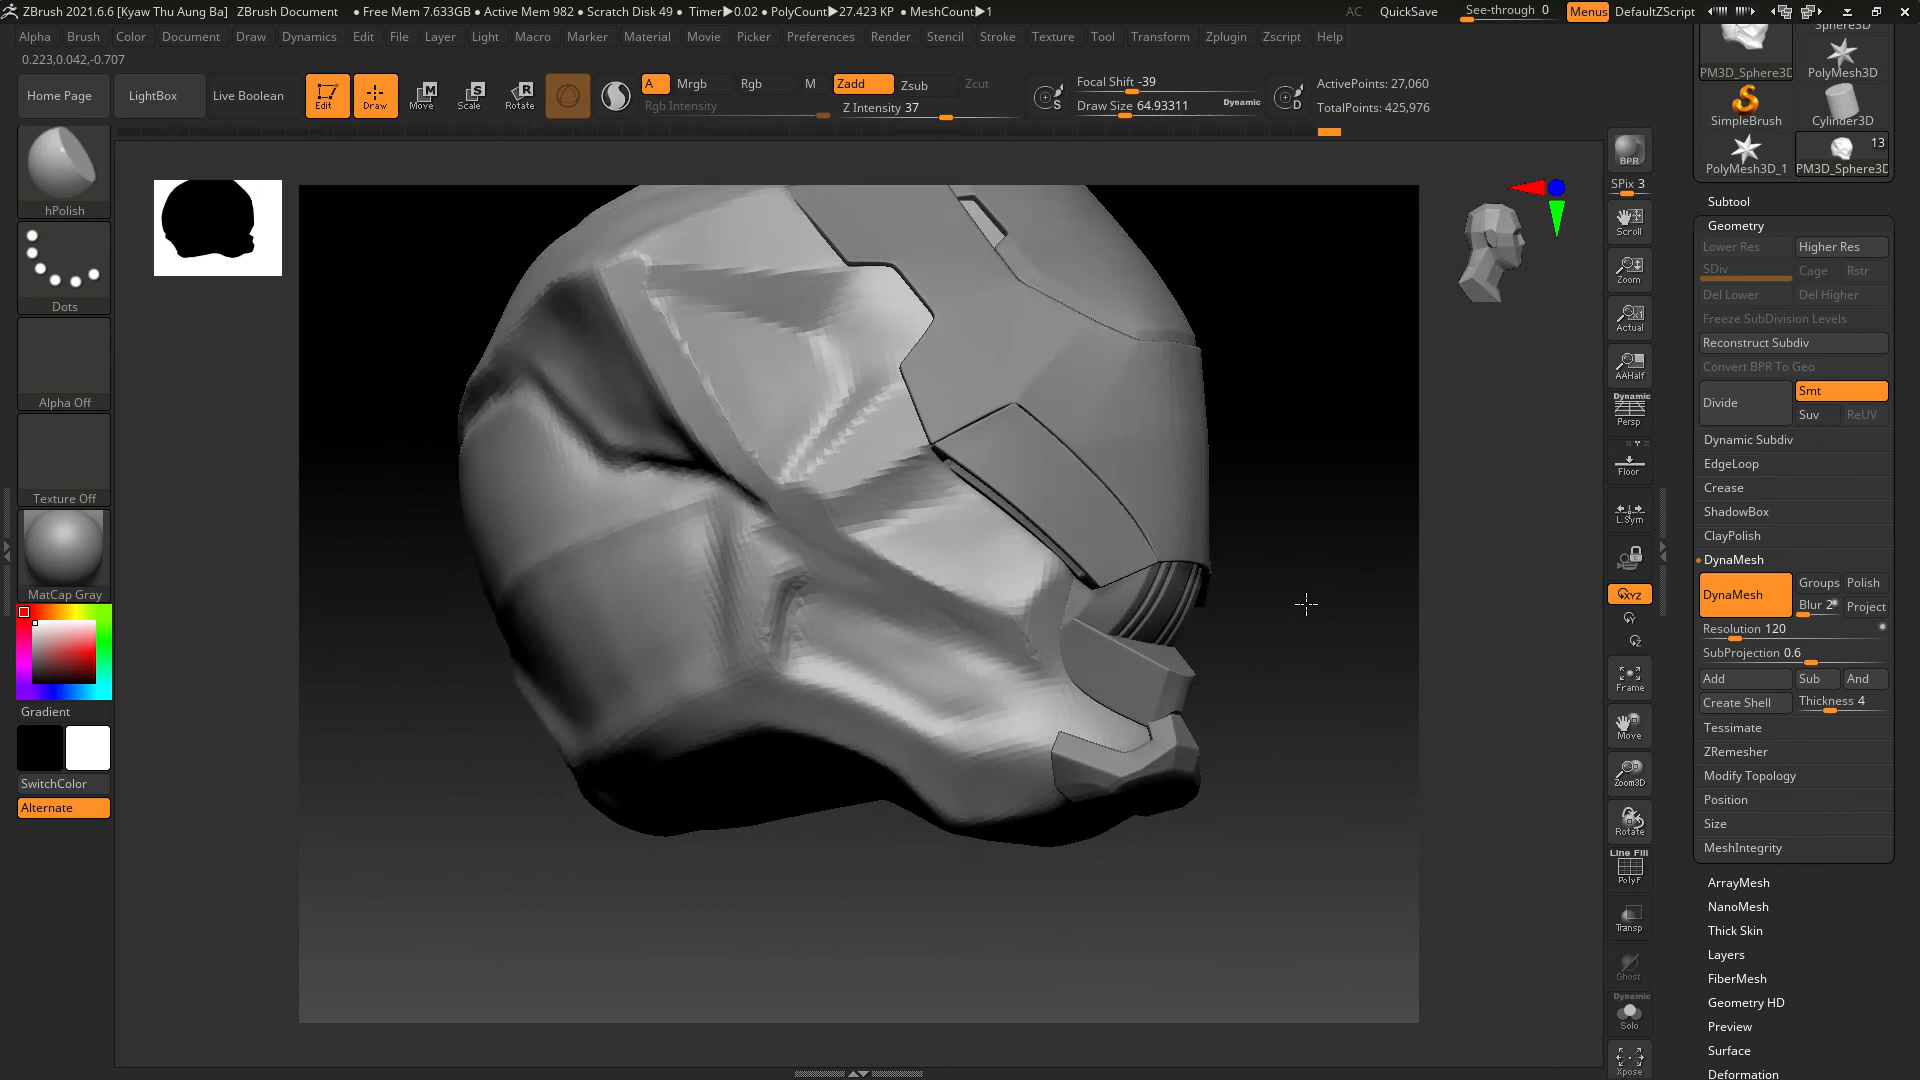 ZBrush 2021.6.6 [Kyaw Thu Aung Ba] ZBrush Document • Free Mem 7.633GB • Active Mem 982 • Scratch Disk 49 • Timer▶0.02 • PolyCount▶27.423 KP • MeshCount▶1 AC QuickSave See-through 0 Menus DefaultZScript
Alpha Brush Color Document Draw Dynamics Edit File Layer Light Macro Marker Material Movie Picker Preferences Render Stencil Stroke Texture Tool Transform Zplugin Zscript Help
0.223,0.042,-0.707
Home Page LightBox Live Boolean Edit Draw Move Scale Rotate
A Mrgb Rgb M Zadd Zsub Zcut
Rgb Intensity Z Intensity 37
Focal Shift -39
Draw Size 64.93311 Dynamic
ActivePoints: 27,060
TotalPoints: 425,976
hPolish
Dots
Alpha Off
Texture Off
MatCap Gray
Gradient
SwitchColor
Alternate
BPR
SPix 3
Scroll
Zoom
Actual
AAHalf
Dynamic
Persp
Floor
L.Sym
XYZ
Y
Z
Frame
Move
Zoom3D
Rotate
Line Fill
PolyF
Transp
Ghost
Dynamic
Solo
Xpose
Sphere3D
PM3D_Sphere3D PolyMesh3D
SimpleBrush Cylinder3D
13
PolyMesh3D_1 PM3D_Sphere3D
Subtool
Geometry
Lower Res Higher Res
SDiv Cage Rstr
Del Lower Del Higher
Freeze SubDivision Levels
Reconstruct Subdiv
Convert BPR To Geo
Divide Smt
Suv ReUV
Dynamic Subdiv
EdgeLoop
Crease
ShadowBox
ClayPolish
DynaMesh
DynaMesh Groups Polish
Blur 2 Project
Resolution 120
SubProjection 0.6
Add Sub And
Create Shell Thickness 4
Tessimate
ZRemesher
Modify Topology
Position
Size
MeshIntegrity
ArrayMesh
NanoMesh
Thick Skin
Layers
FiberMesh
Geometry HD
Preview
Surface
Deformation